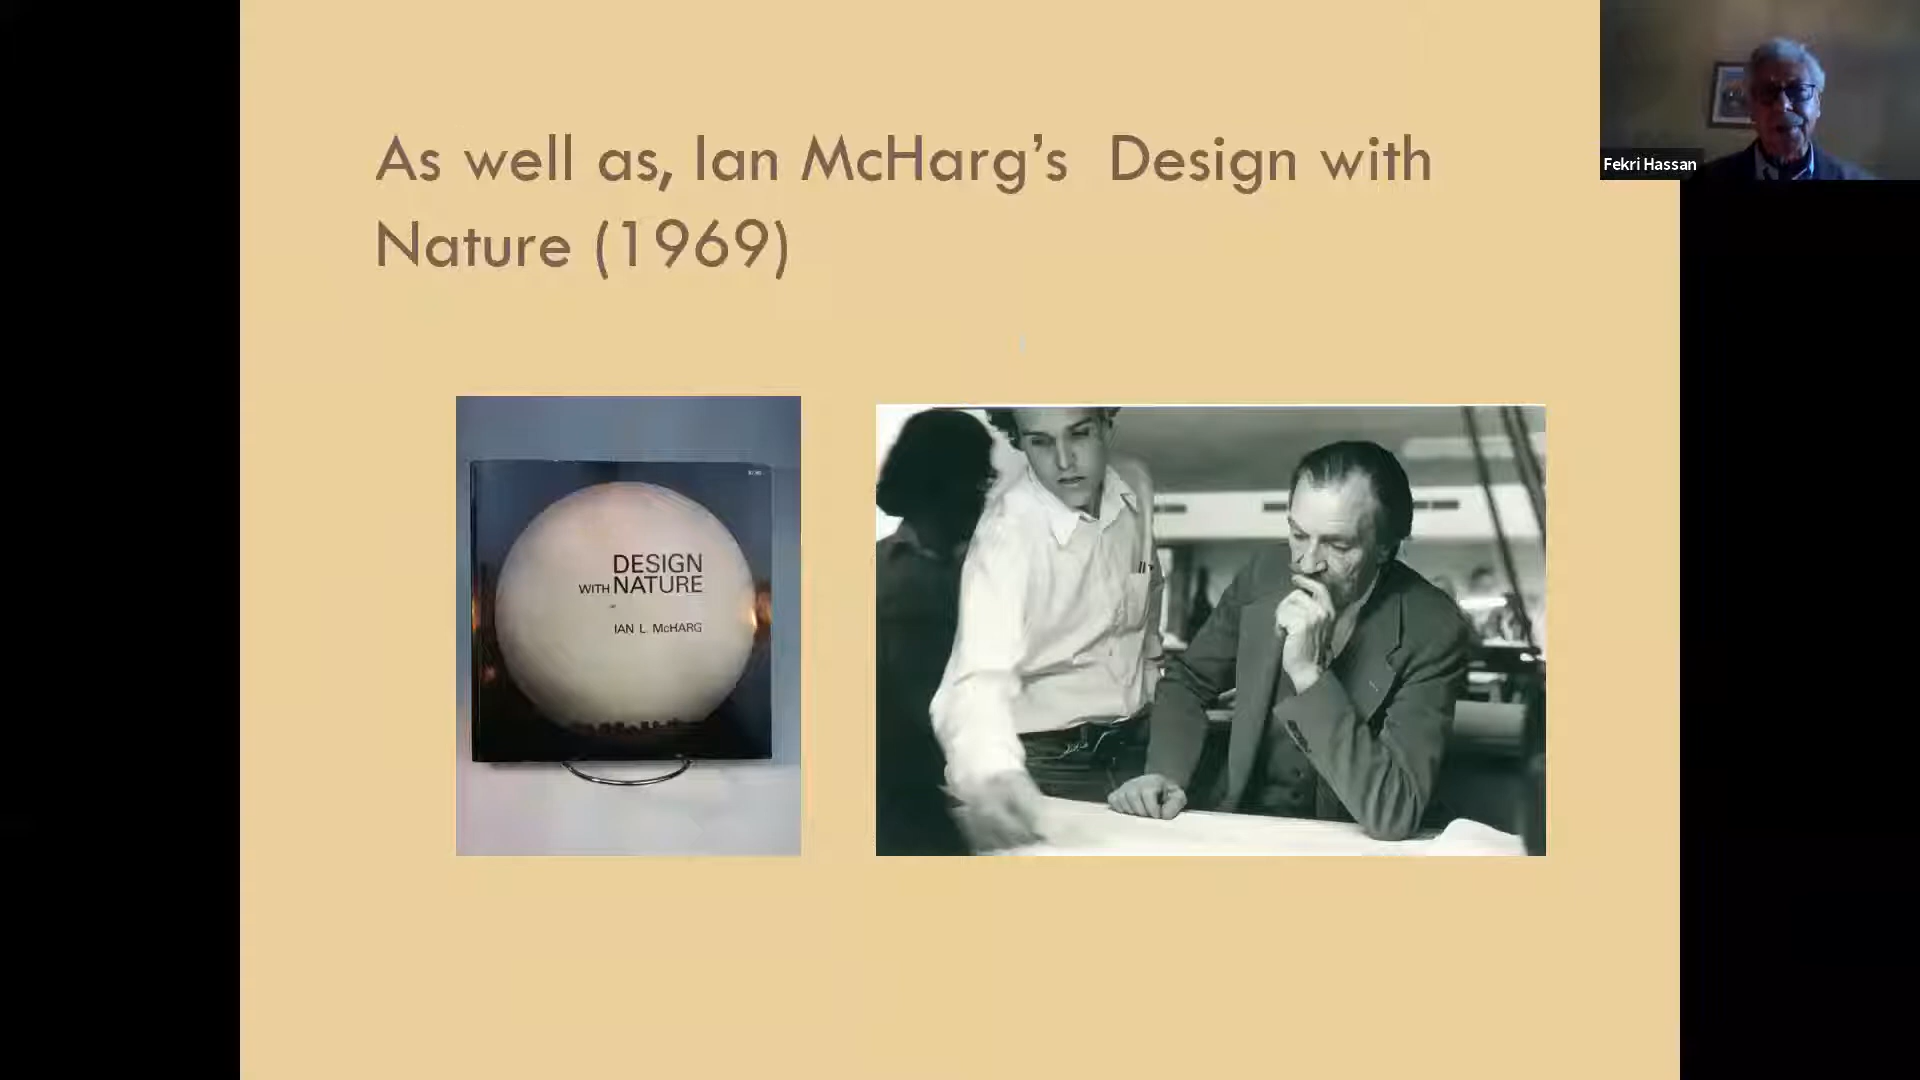 As well as, Ian McHarg’s Design with
Nature (1969)
DESIGN
WITH NATURE
IAN L. McHARG
Fekri Hassan